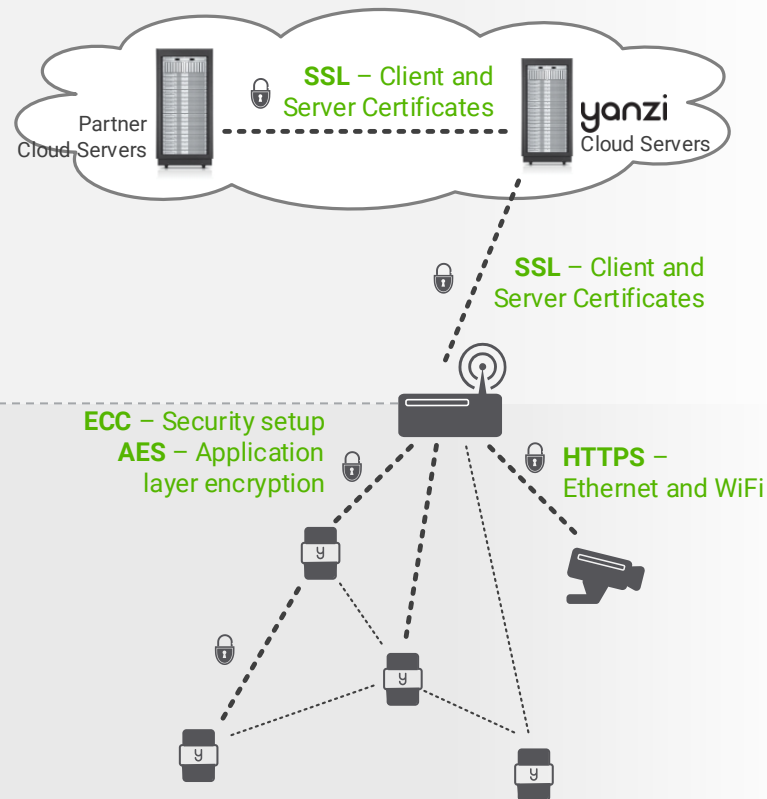 SSL – Client and
Server Certificates
Partner
Cloud Servers
yanzi
Cloud Servers
SSL – Client and
Server Certificates
ECC – Security setup
AES – Application
layer encryption
HTTPS –
Ethernet and WiFi
y
y
y
y